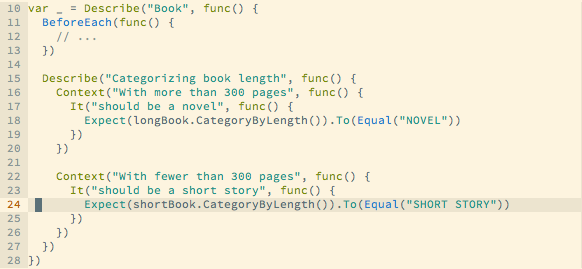 10 var _ = Describe("Book", func() {
11   BeforeEach(func() {
12     // ...
13   })
14
15   Describe("Categorizing book length", func() {
16     Context("With more than 300 pages", func() {
17       It("should be a novel", func() {
18         Expect(longBook.CategoryByLength()).To(Equal("NOVEL"))
19       })
20     })
21
22     Context("With fewer than 300 pages", func() {
23       It("should be a short story", func() {
24         Expect(shortBook.CategoryByLength()).To(Equal("SHORT STORY"))
25       })
26     })
27   })
28 })